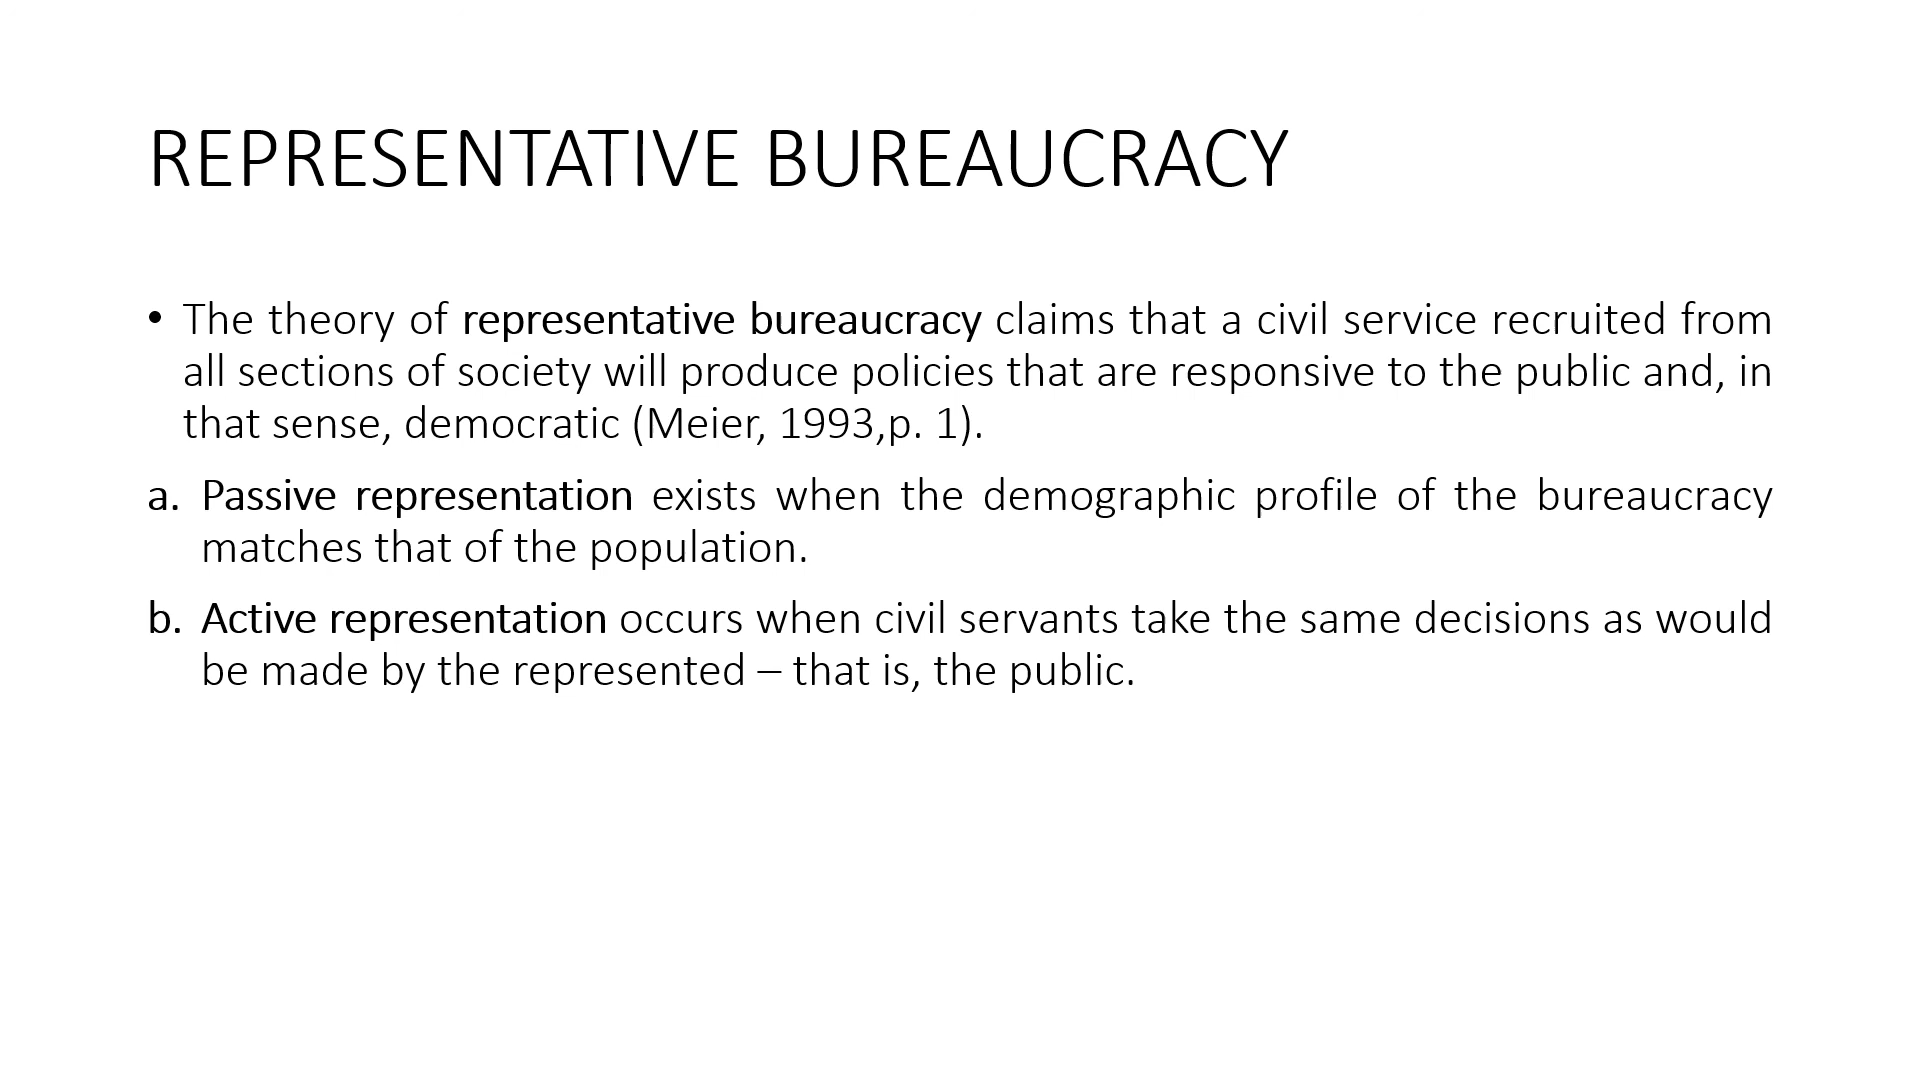 REPRESENTATIVE BUREAUCRACY
• The theory of representative bureaucracy claims that a civil service recruited from
all sections of society will produce policies that are responsive to the public and, in
that sense, democratic (Meier, 1993,p. 1).
a. Passive representation exists when the demographic profile of the bureaucracy
matches that of the population.
b. Active representation occurs when civil servants take the same decisions as would
be made by the represented – that is, the public.